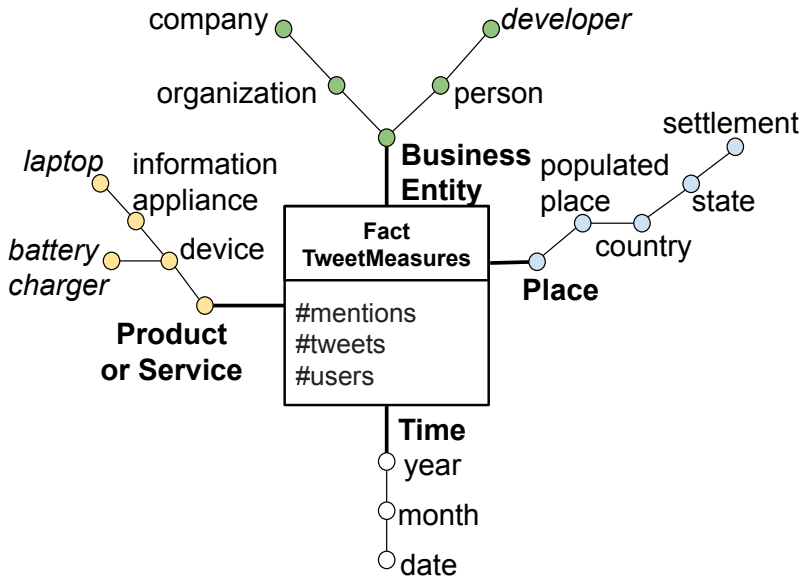 company
developer
organization
person
Business
Entity
settlement
populated
place
state
country
Place
laptop
information
appliance
battery
charger
device
Product
or Service
Fact
TweetMeasures
#mentions
#tweets
#users
Time
year
month
date